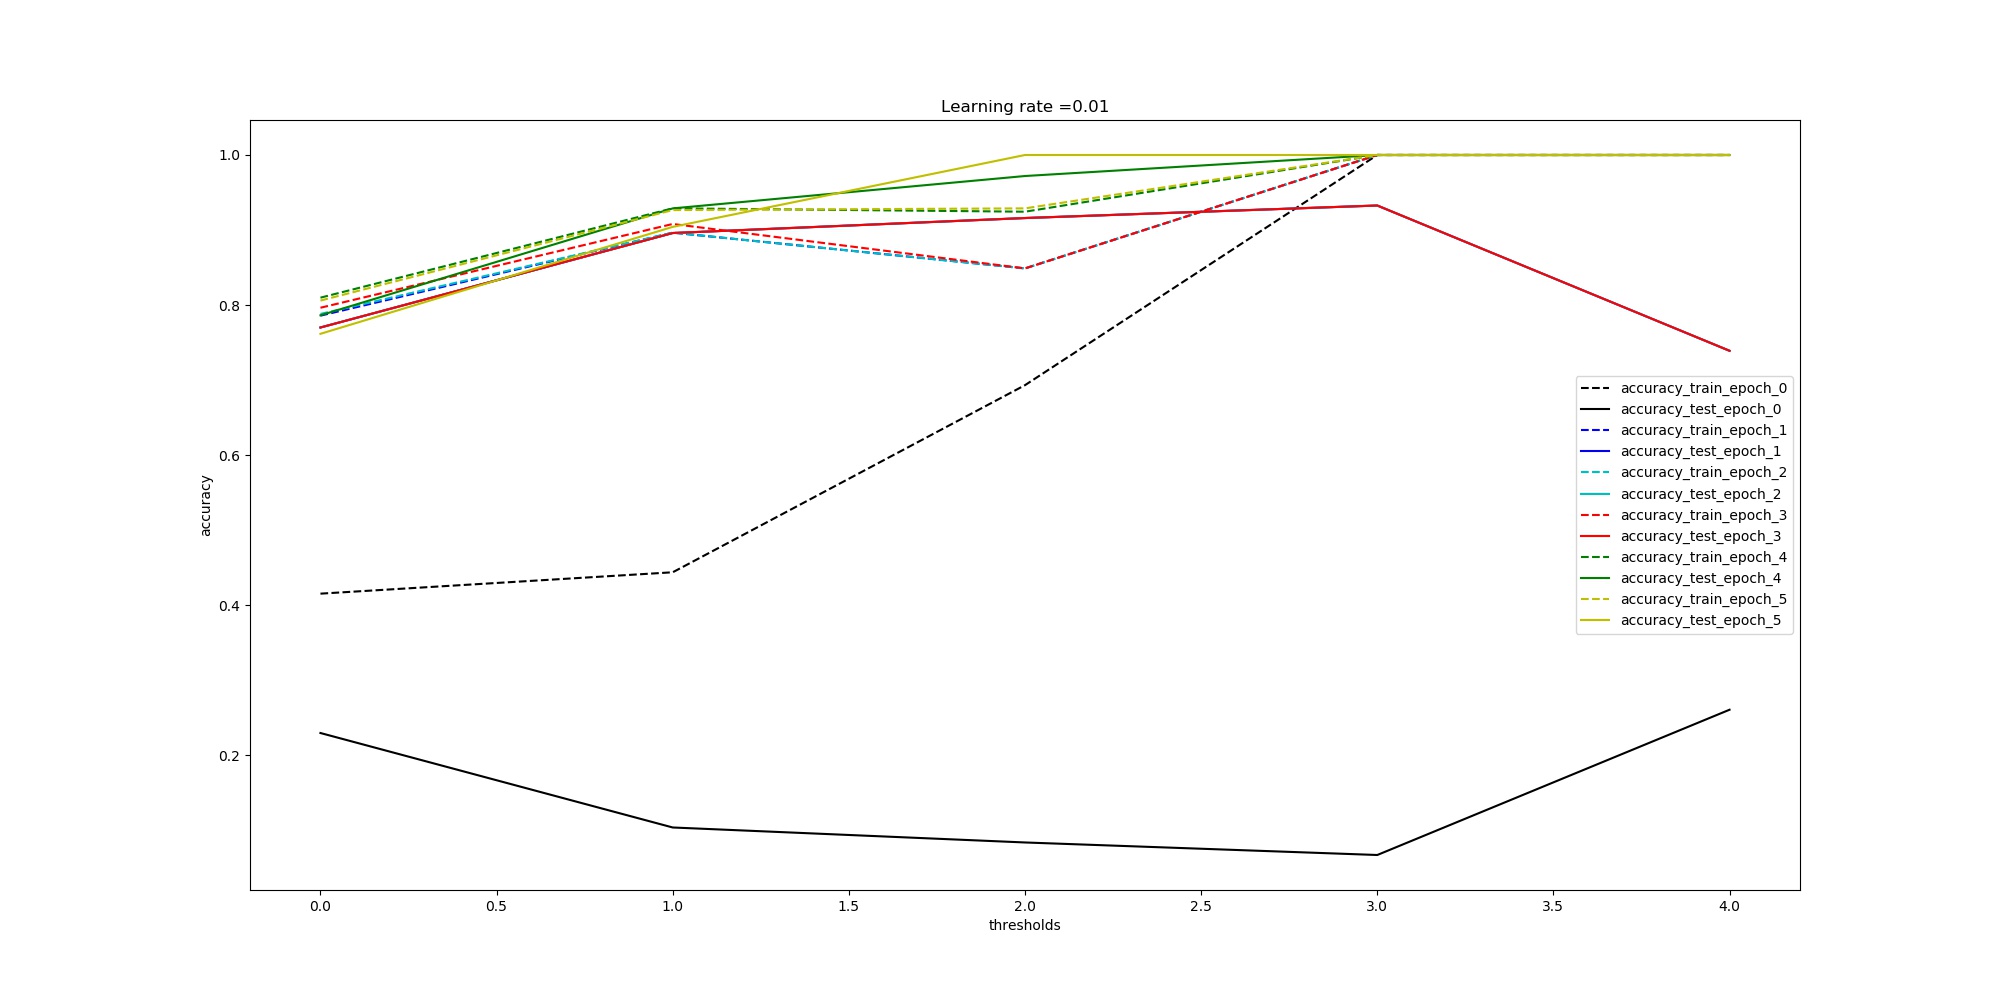 Learning rate =0.01
1.0
0.8
0.6
0.4
0.2
accuracy
0.0 0.5 1.0 1.5 2.0 2.5 3.0 3.5 4.0
thresholds
accuracy_train_epoch_0
accuracy_test_epoch_0
accuracy_train_epoch_1
accuracy_test_epoch_1
accuracy_train_epoch_2
accuracy_test_epoch_2
accuracy_train_epoch_3
accuracy_test_epoch_3
accuracy_train_epoch_4
accuracy_test_epoch_4
accuracy_train_epoch_5
accuracy_test_epoch_5